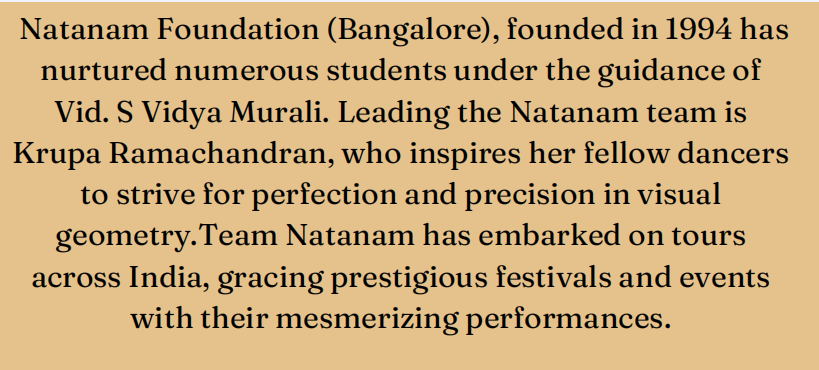 Natanam Foundation (Bangalore), founded in 1994 has
nurtured numerous students under the guidance of
Vid. S Vidya Murali. Leading the Natanam team is
Krupa Ramachandran, who inspires her fellow dancers
to strive for perfection and precision in visual
geometry.Team Natanam has embarked on tours
across India, gracing prestigious festivals and events
with their mesmerizing performances.